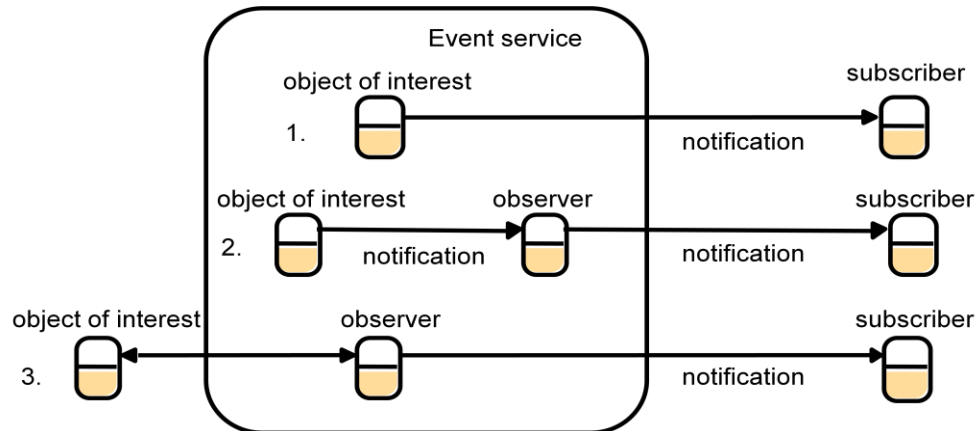 Event service
object of interest
subscriber
1.
notification
object of interest
observer
subscriber
2.
notification
notification
object of interest
observer
subscriber
3.
notification